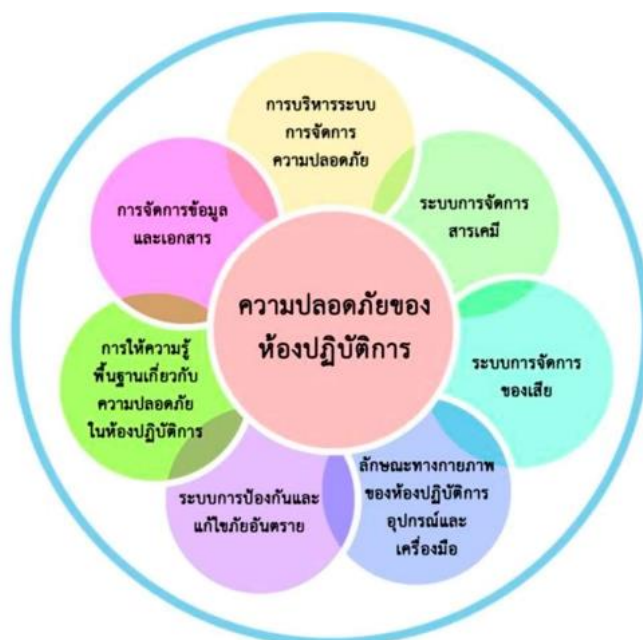 การบริหารระบบ
การจัดการ
ความปลอดภัย
ระบบการจัดการ
สารเคมี
ระบบการจัดการ
ของเสีย
ลักษณะทางกายภาพ
ของห้องปฏิบัติการ
อุปกรณ์และ
เครื่องมือ
ระบบการป้องกันและ
แก้ไขภัยอันตราย
การให้ความรู้
พื้นฐานเกี่ยวกับ
ความปลอดภัย
ในห้องปฏิบัติการ
การจัดการข้อมูล
และเอกสาร
ความปลอดภัยของ
ห้องปฏิบัติการ